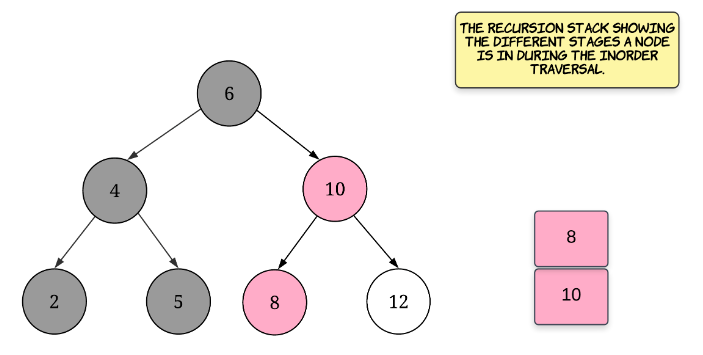 THE RECURSION STACK SHOWING
THE DIFFERENT STAGES A NODE
IS IN DURING THE INORDER
TRAVERSAL.
6
4
10
2
5
8
12
8
10